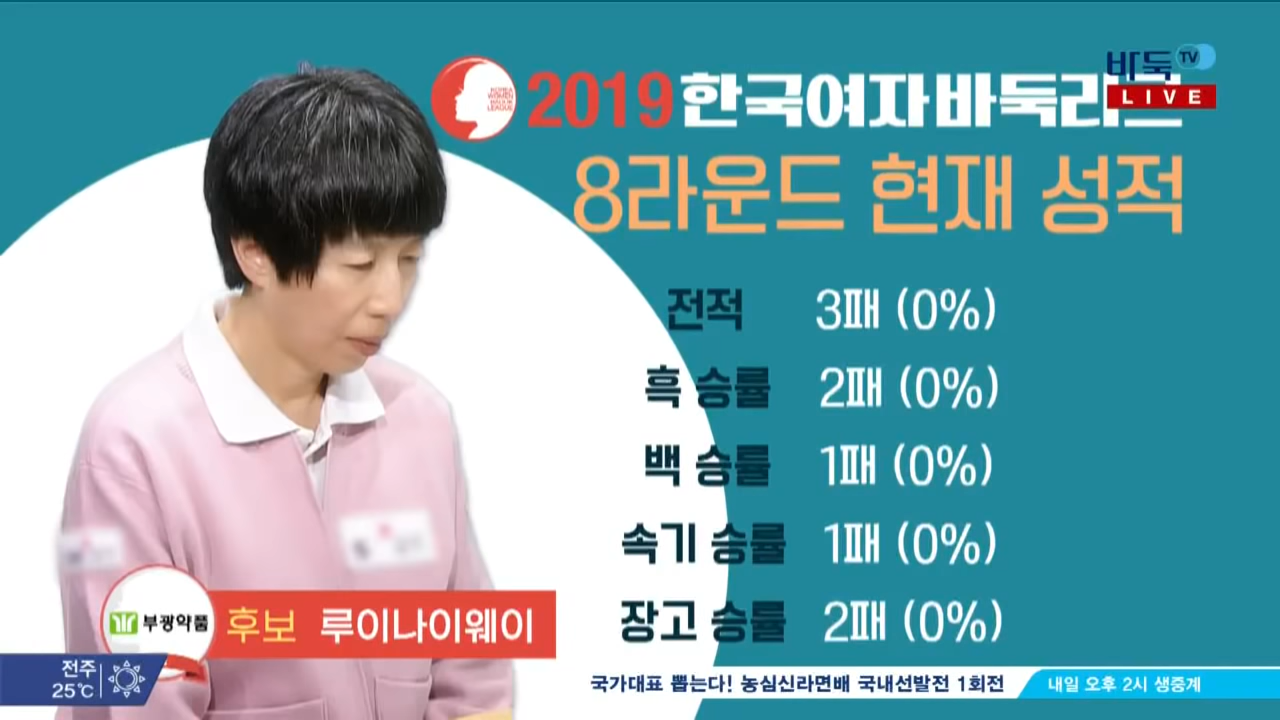 바둑TV
LIVE
KOREA
WOMEN
BADUK
LEAGUE
2019 한국여자바둑리그
8라운드 현재 성적
전적 3패 (0%)
흑 승률 2패 (0%)
백 승률 1패 (0%)
속기 승률 1패 (0%)
장고 승률 2패 (0%)
부광약품
후보 루이나이웨이
전주
25℃
국가대표 뽑는다! 농심신라면배 국내선발전 1회전
내일 오후 2시 생중계